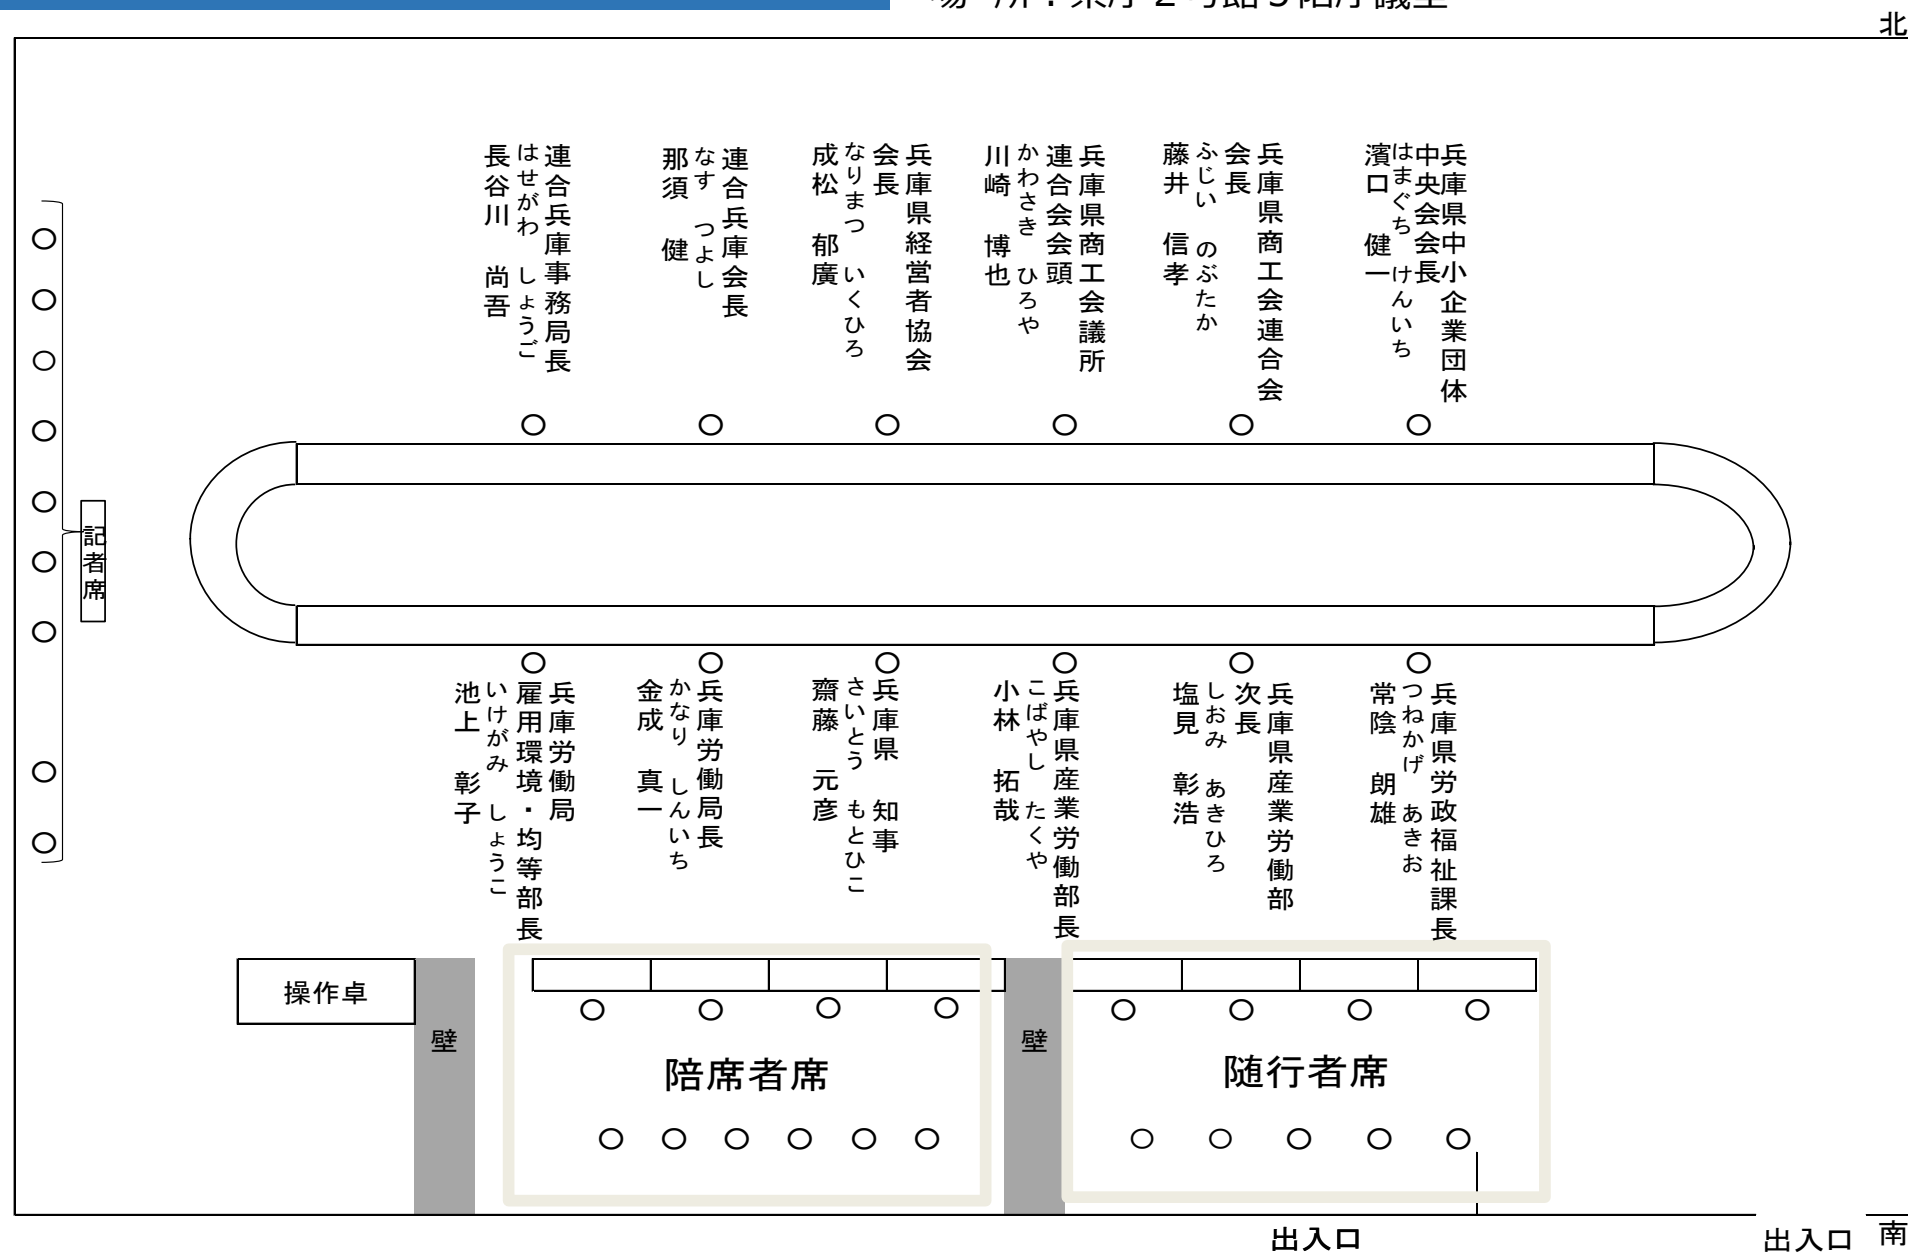 北
兵庫県中小企業団体
中央会会長
はまぐち けんいち
濱口 健一
兵庫県商工会連合会
会長
ふじい のぶたか
藤井 信孝
兵庫県商工会議所
連合会会頭
かわさき ひろや
川崎 博也
兵庫県経営者協会
会長
なりまつ いくひろ
成松 郁廣
連合兵庫会長
なす つよし
那須 健
連合兵庫事務局長
はせがわ しょうご
長谷川 尚吾
記者席
兵庫県労政福祉課長
つねかげ あきお
常陰 朗雄
兵庫県産業労働部
次長
しおみ あきひろ
塩見 彰浩
兵庫県産業労働部長
こばやし たくや
小林 拓哉
兵庫県 知事
さいとう もとひこ
齋藤 元彦
兵庫労働局長
かなり しんいち
金成 真一
兵庫労働局
雇用環境・均等部長
いけがみ しょうこ
池上 彰子
操作卓
壁
陪席者席
壁
随行者席
出入口
出入口
南